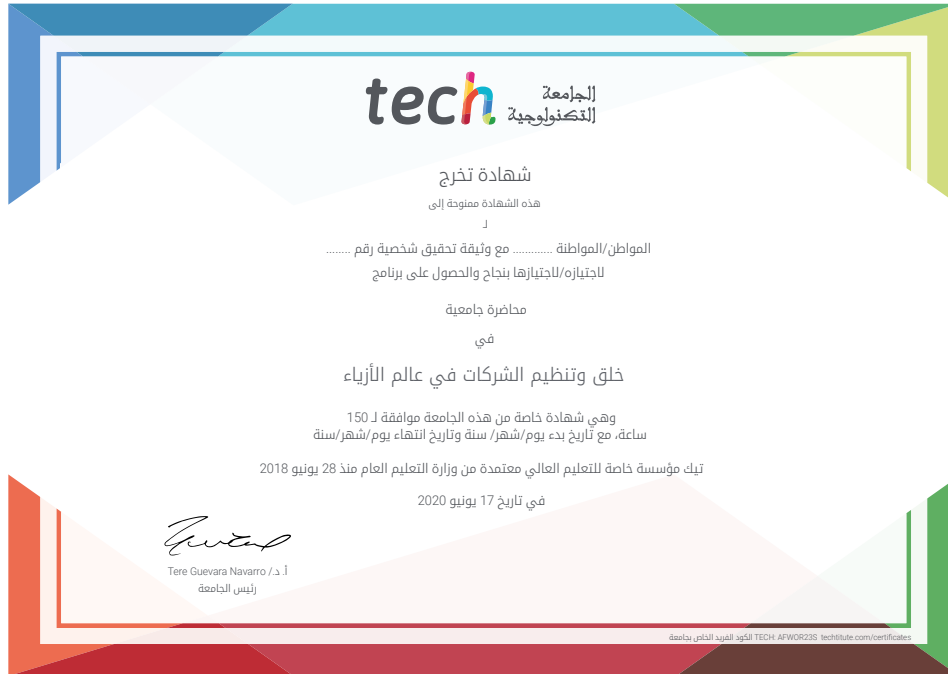 tech الجامعة
التكنولوجية
شهادة تخرج
هذه الشهادة ممنوحة إلى
لـ
المواطن/المواطنة ............. مع وثيقة تحقيق شخصية رقم ........
لاجتيازه/لاجتيازها بنجاح والحصول على برنامج
محاضرة جامعية
في
خلق وتنظيم الشركات في عالم الأزياء
وهي شهادة خاصة من هذه الجامعة موافقة لـ 150
ساعة، مع تاريخ بدء يوم/شهر/ سنة وتاريخ انتهاء يوم/شهر/سنة
تيك مؤسسة خاصة للتعليم العالي معتمدة من وزارة التعليم العام منذ 28 يونيو 2018
في تاريخ 17 يونيو 2020
أ. د./ Tere Guevara Navarro
رئيس الجامعة
الكود الفريد الخاص بجامعة TECH: AFWOR23S techtitute.com/certificates